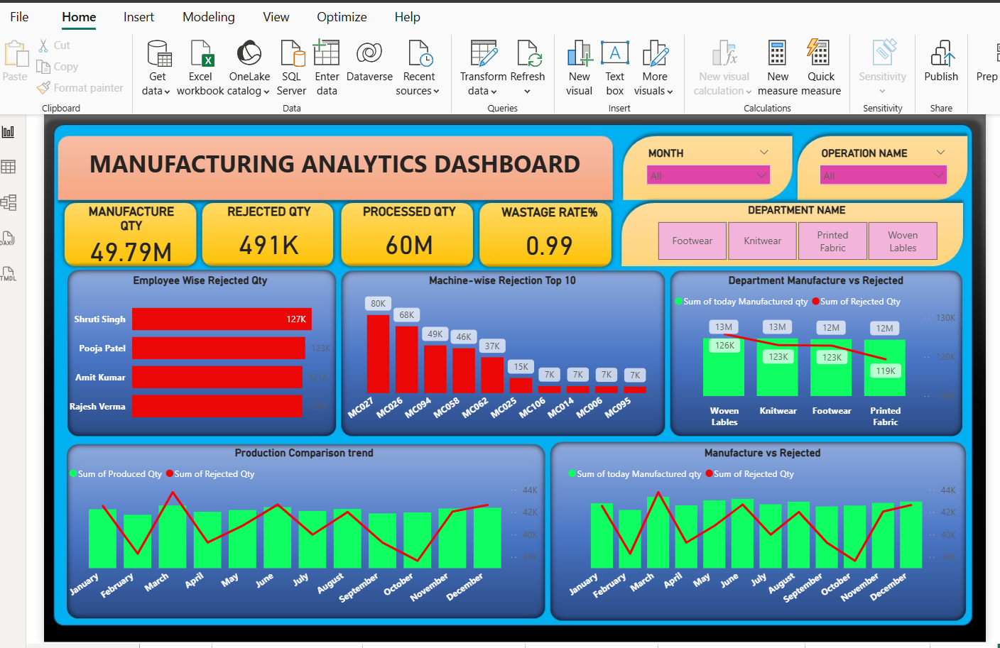 File Home Insert Modeling View Optimize Help
Paste
Cut
Copy
Format painter
Clipboard
Get data
Excel workbook
OneLake catalog
SQL Server
Enter data
Dataverse
Recent sources
Data
Transform data
Refresh
Queries
New visual
Text box
More visuals
Insert
New visual calculation
New measure
Quick measure
Calculations
Sensitivity
Sensitivity
Publish
Share
Prep
DAX
TMDL
MANUFACTURING ANALYTICS DASHBOARD
MONTH
All
OPERATION NAME
All
MANUFACTURE
QTY
49.79M
REJECTED QTY
491K
PROCESSED QTY
60M
WASTAGE RATE%
0.99
DEPARTMENT NAME
Footwear
Knitwear
Printed
Fabric
Woven
Lables
Employee Wise Rejected Qty
Shruti Singh 127K
Pooja Patel 123K
Amit Kumar
Rajesh Verma
Machine-wise Rejection Top 10
80K 68K 49K 46K 37K 15K 7K 7K 7K 7K
MC027 MC026 MC094 MC058 MC062 MC025 MC106 MC014 MC006 MC095
Department Manufacture vs Rejected
Sum of today Manufactured qty Sum of Rejected Qty
130K
13M 13M 12M 12M
126K 123K 123K 119K
120K
Woven
Lables
Knitwear
Footwear
Printed
Fabric
Production Comparison trend
Sum of Produced Qty Sum of Rejected Qty
44K
42K
40K
38K
January February March April May June July August September October November December
Manufacture vs Rejected
Sum of today Manufactured qty Sum of Rejected Qty
44K
42K
40K
38K
January February March April May June July August September October November December